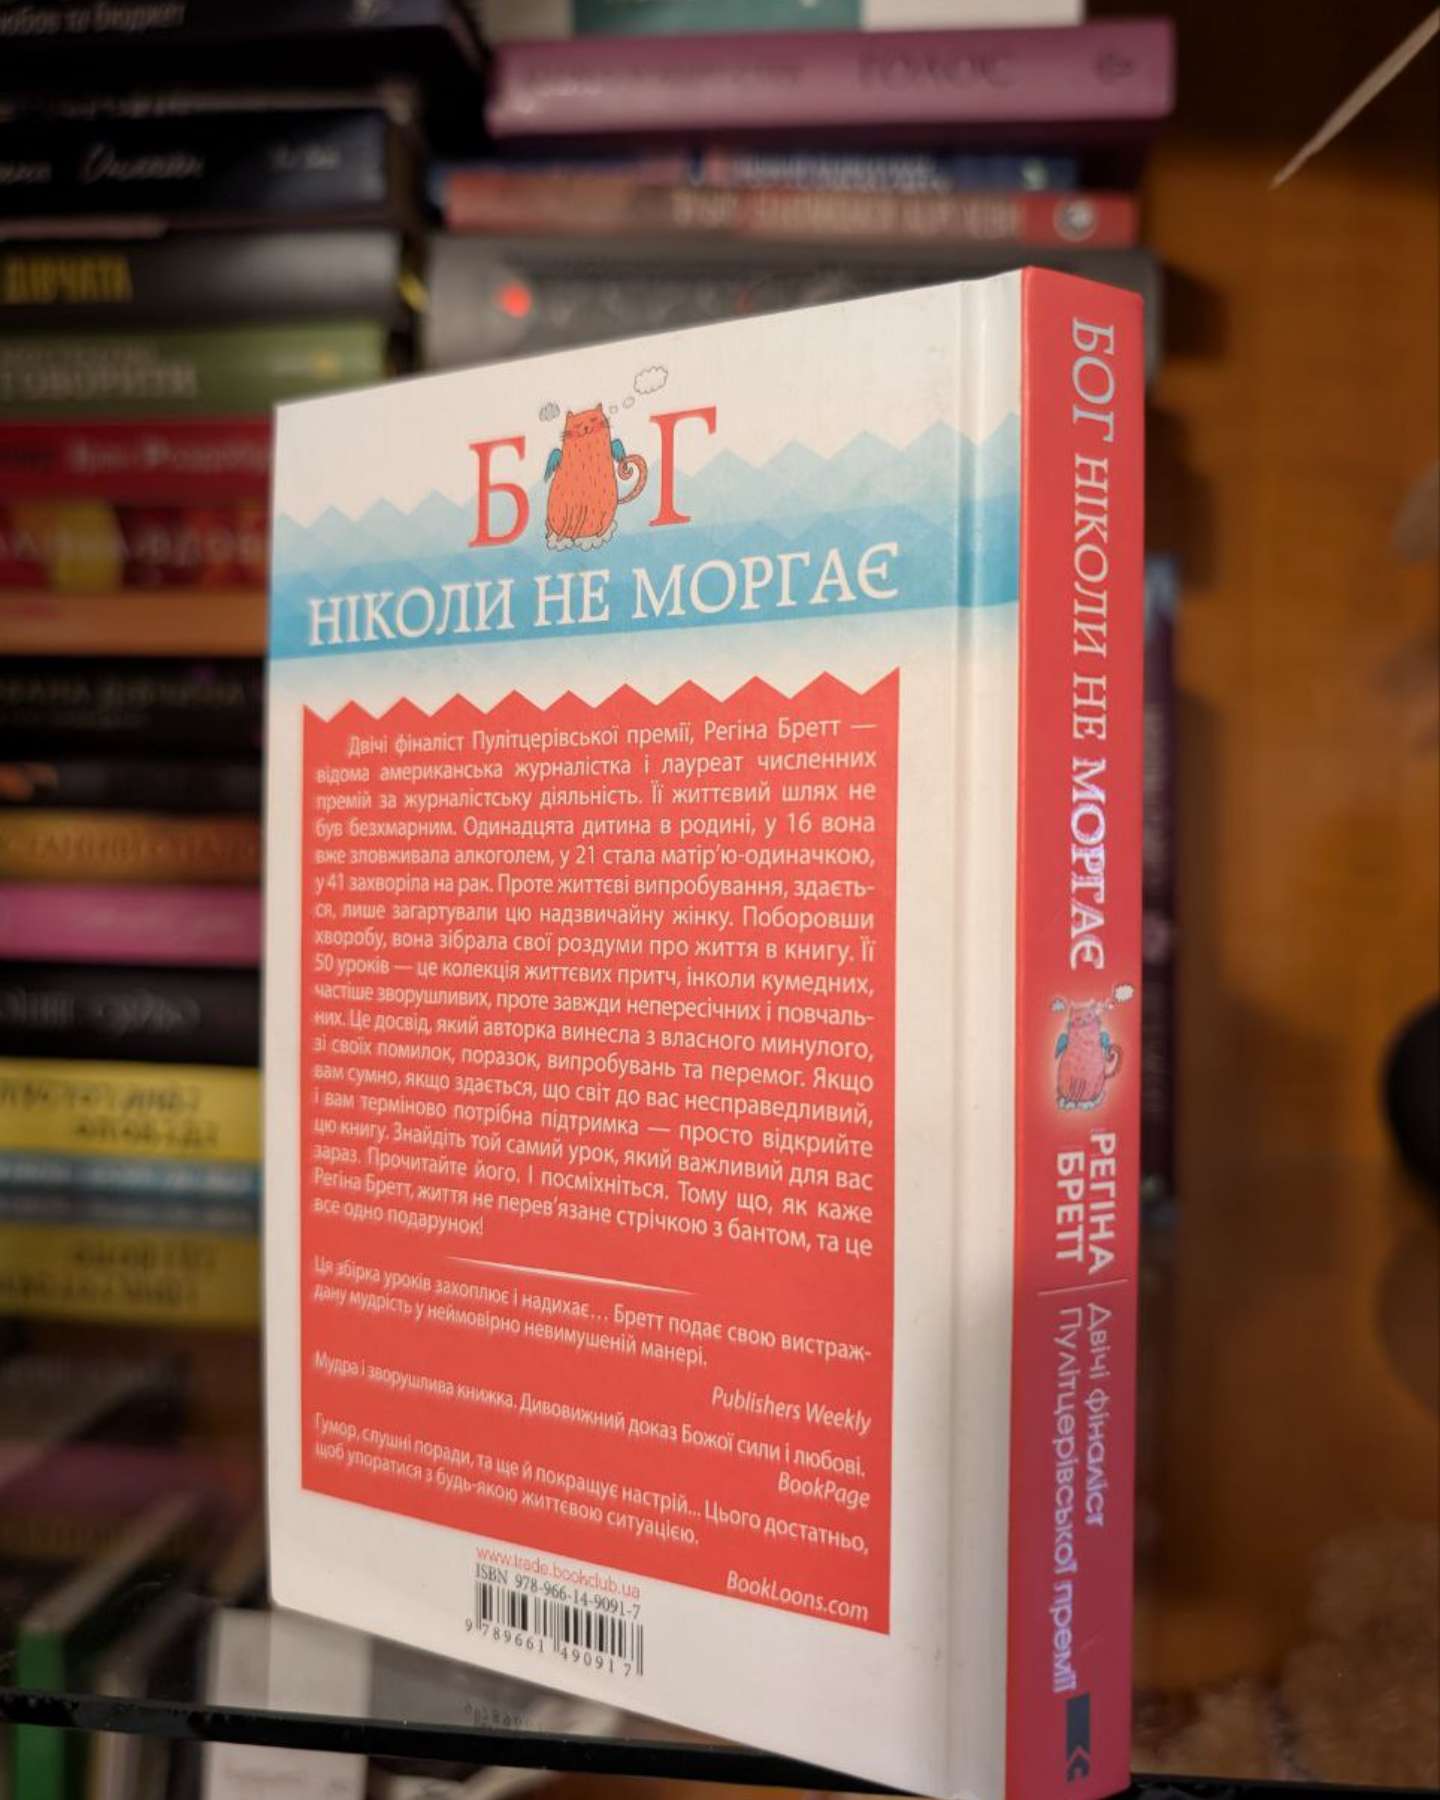 Б Г
НІКОЛИ НЕ МОРГАЄ
Двічі фіналіст Пулітцерівської премії, Регіна Бретт —
відома американська журналістка і лауреат численних
премій за журналістську діяльність. Її життєвий шлях не
був безхмарним. Одинадцята дитина в родині, у 16 вона
вже зловживала алкоголем, у 21 стала матір’ю-одиначкою,
у 41 захворіла на рак. Проте життєві випробування, здаєть-
ся, лише загартували цю надзвичайну жінку. Поборовши
хворобу, вона зібрала свої роздуми про життя в книгу. Її
50 уроків — це колекція життєвих притч, інколи кумедних,
частіше зворушливих, проте завжди непересічних і повчаль-
них. Це досвід, який авторка винесла з власного минулого,
зі своїх помилок, поразок, випробувань та перемог. Якщо
вам сумно, якщо здається, що світ до вас несправедливий,
і вам терміново потрібна підтримка — просто відкрийте
цю книгу. Знайдіть той самий урок, який важливий для вас
зараз. Прочитайте його. І посміхніться. Тому що, як каже
Регіна Бретт, життя не перев’язане стрічкою з бантом, та це
все одно подарунок!
Ця збірка уроків захоплює і надихає... Бретт подає свою вистраж-
дану мудрість у неймовірно невимушеній манері.
Publishers Weekly
Мудра і зворушлива книжка. Дивовижний доказ Божої сили і любові.
BookPage
Гумор, слушні поради, та ще й покращує настрій... Цього достатньо,
щоб упоратися з будь-якою життєвою ситуацією.
BookLoons.com
www.trade.bookclub.ua
ISBN 978-966-14-9091-7
9 789661 490917
БОГ НІКОЛИ НЕ МОРГАЄ
РЕГІНА
БРЕТТ
Двічі фіналіст
Пулітцерівської премії
ГОЛОС
ДІВЧАТА
ГОВОРИТИ